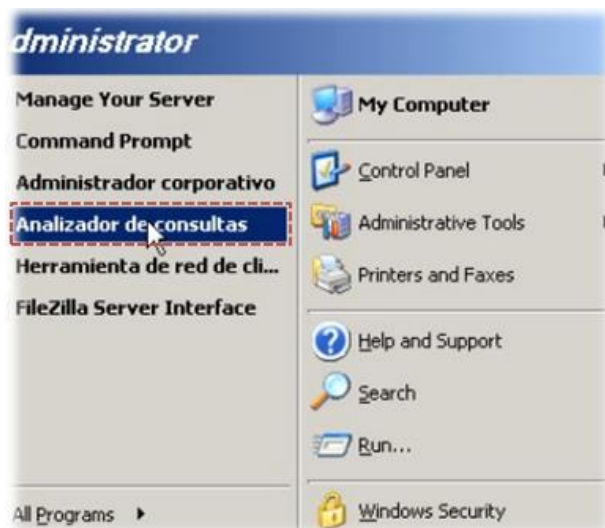 dministrator
Manage Your Server
Command Prompt
Administrador corporativo
Analizador de consultas
Herramienta de red de cli...
FileZilla Server Interface
All Programs
My Computer
Control Panel
Administrative Tools
Printers and Faxes
Help and Support
Search
Run...
Windows Security